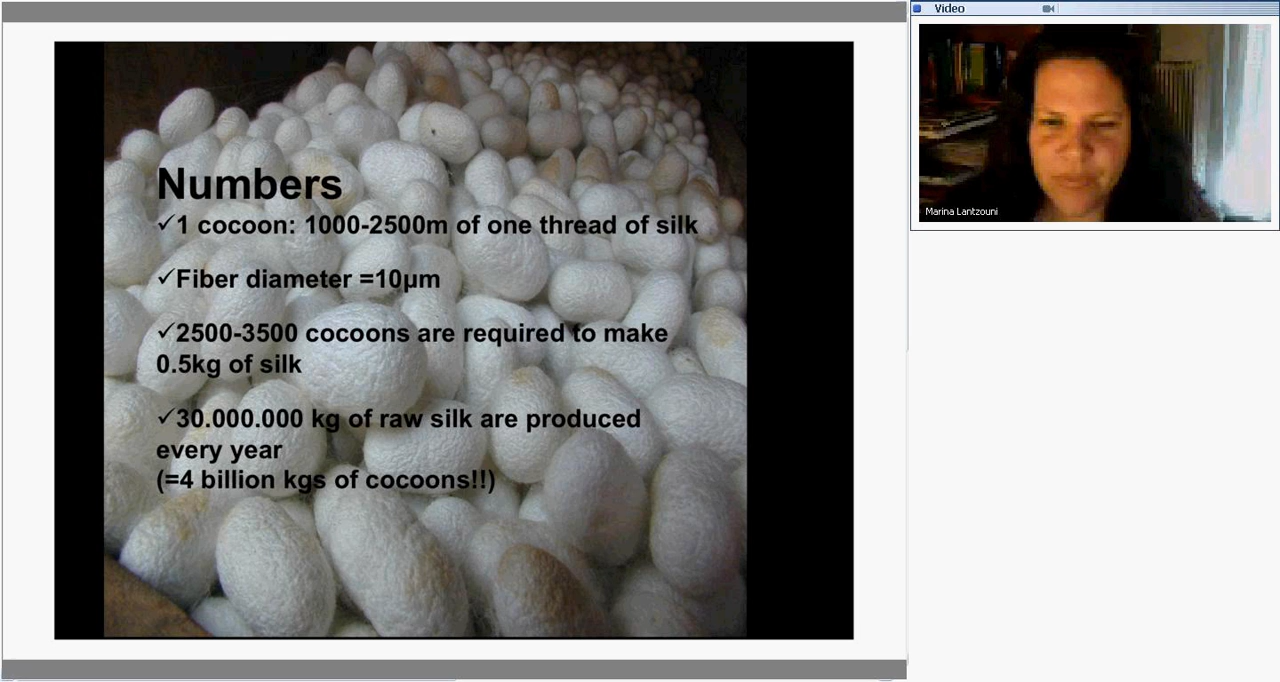 Video
Marina Lantzouni
Numbers
✓1 cocoon: 1000-2500m of one thread of silk
✓Fiber diameter =10µm
✓2500-3500 cocoons are required to make
0.5kg of silk
✓30.000.000 kg of raw silk are produced
every year
(=4 billion kgs of cocoons!!)